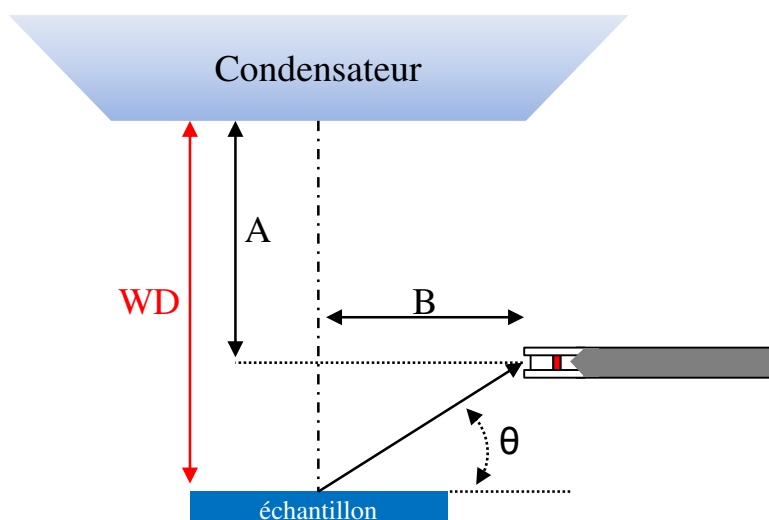 Condensateur
A
WD
B
θ
échantillon